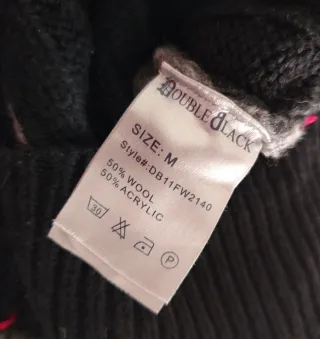 DOUBLE BLACK
SIZE: M
Style#:DB11FW2140
50% WOOL
50% ACRYLIC
30
P